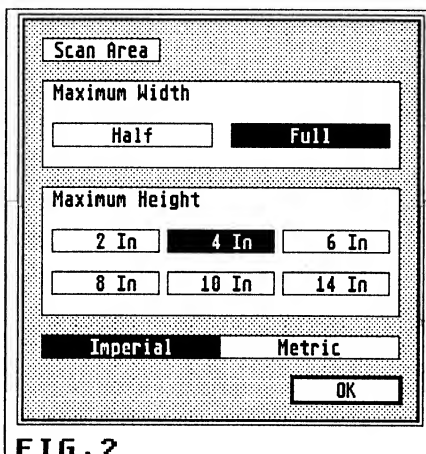 Scan Area
Maximum Width
Half Full
Maximum Height
2 In 4 In 6 In
8 In 10 In 14 In
Imperial Metric
OK
FIG.2